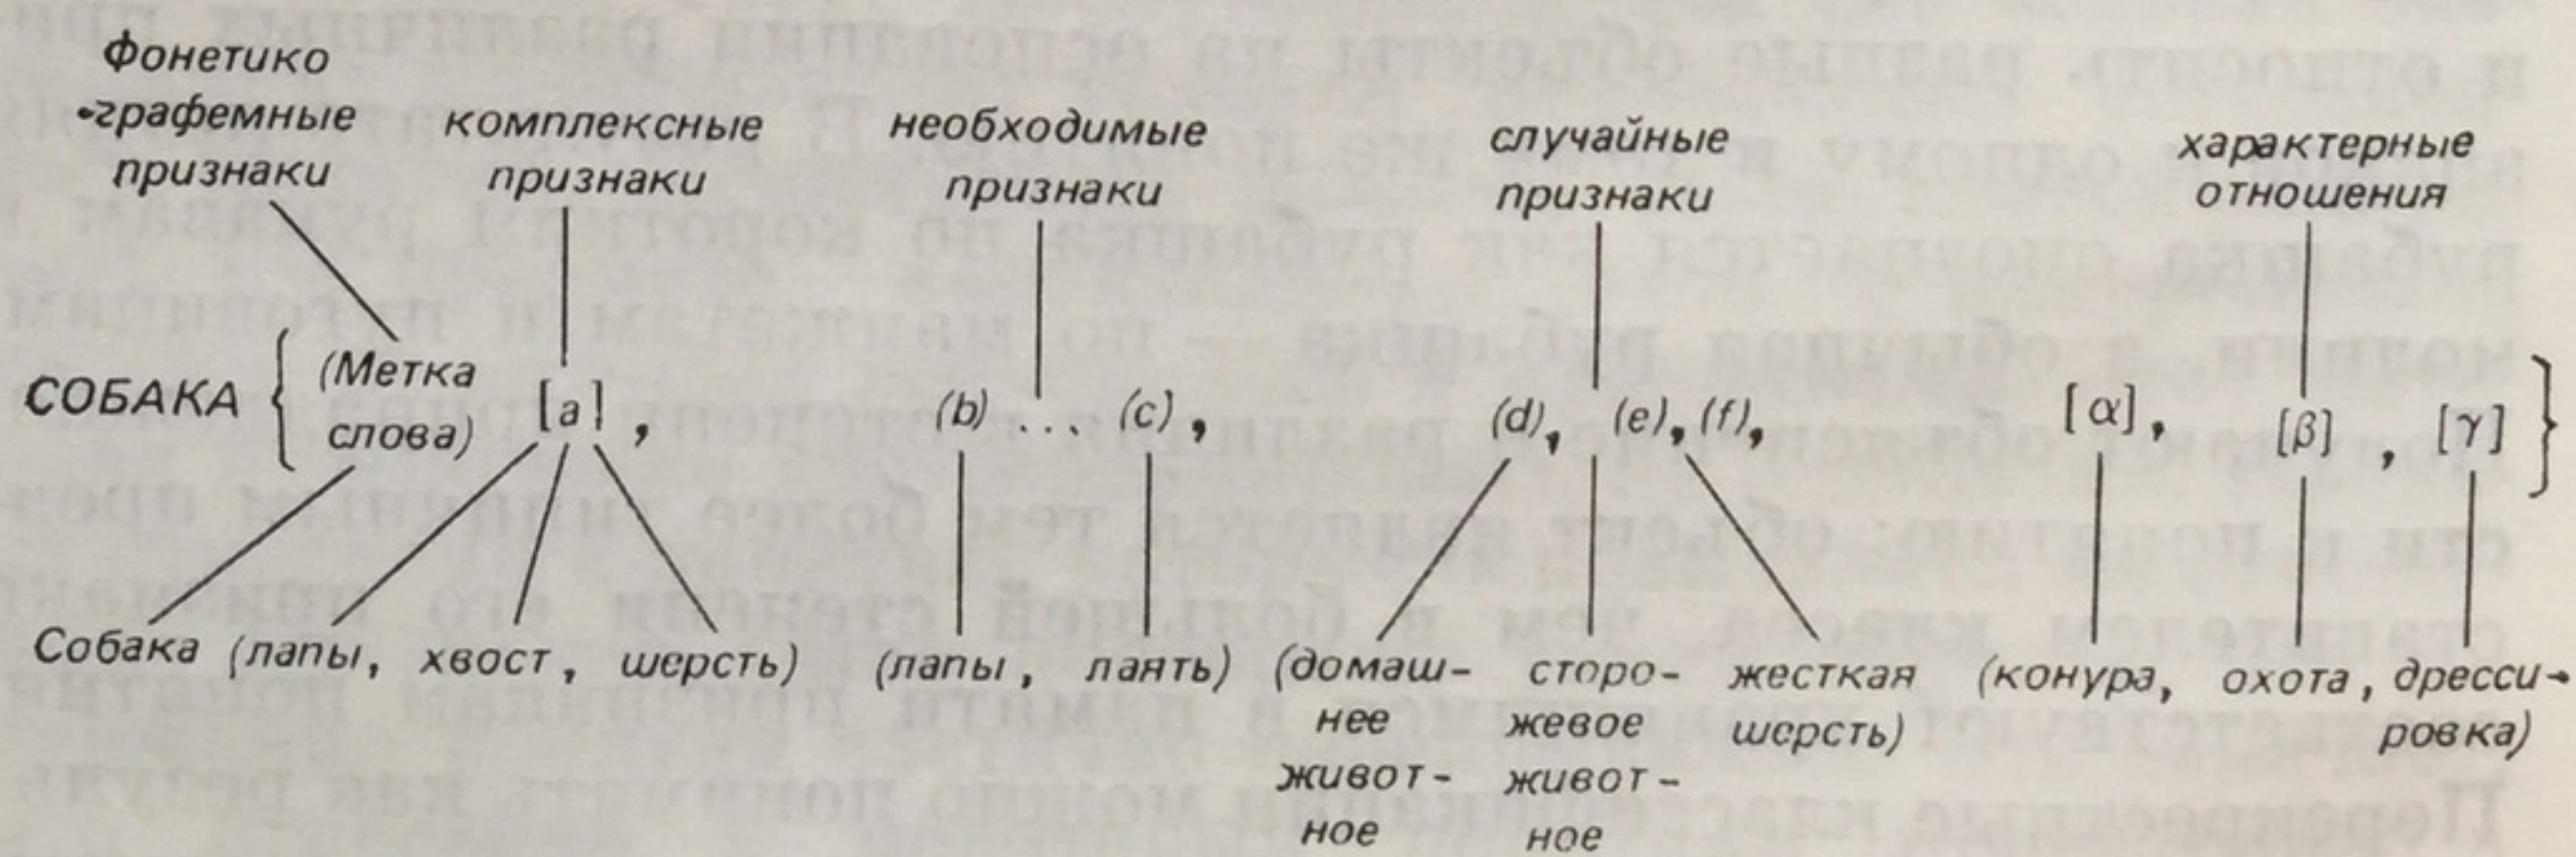 Фонетико
-графемные
признаки
комплексные
признаки
необходимые
признаки
случайные
признаки
характерные
отношения
СОБАКА { (Метка
слова) [a] , (b) ... (c) , (d), (e), (f), [α], [β] , [γ] }
Собака (лапы, хвост, шерсть) (лапы, лаять) (домаш- сторо- жесткая (конура, охота, дресси-
нее жевое шерсть) ровка)
живот- живот-
ное ное